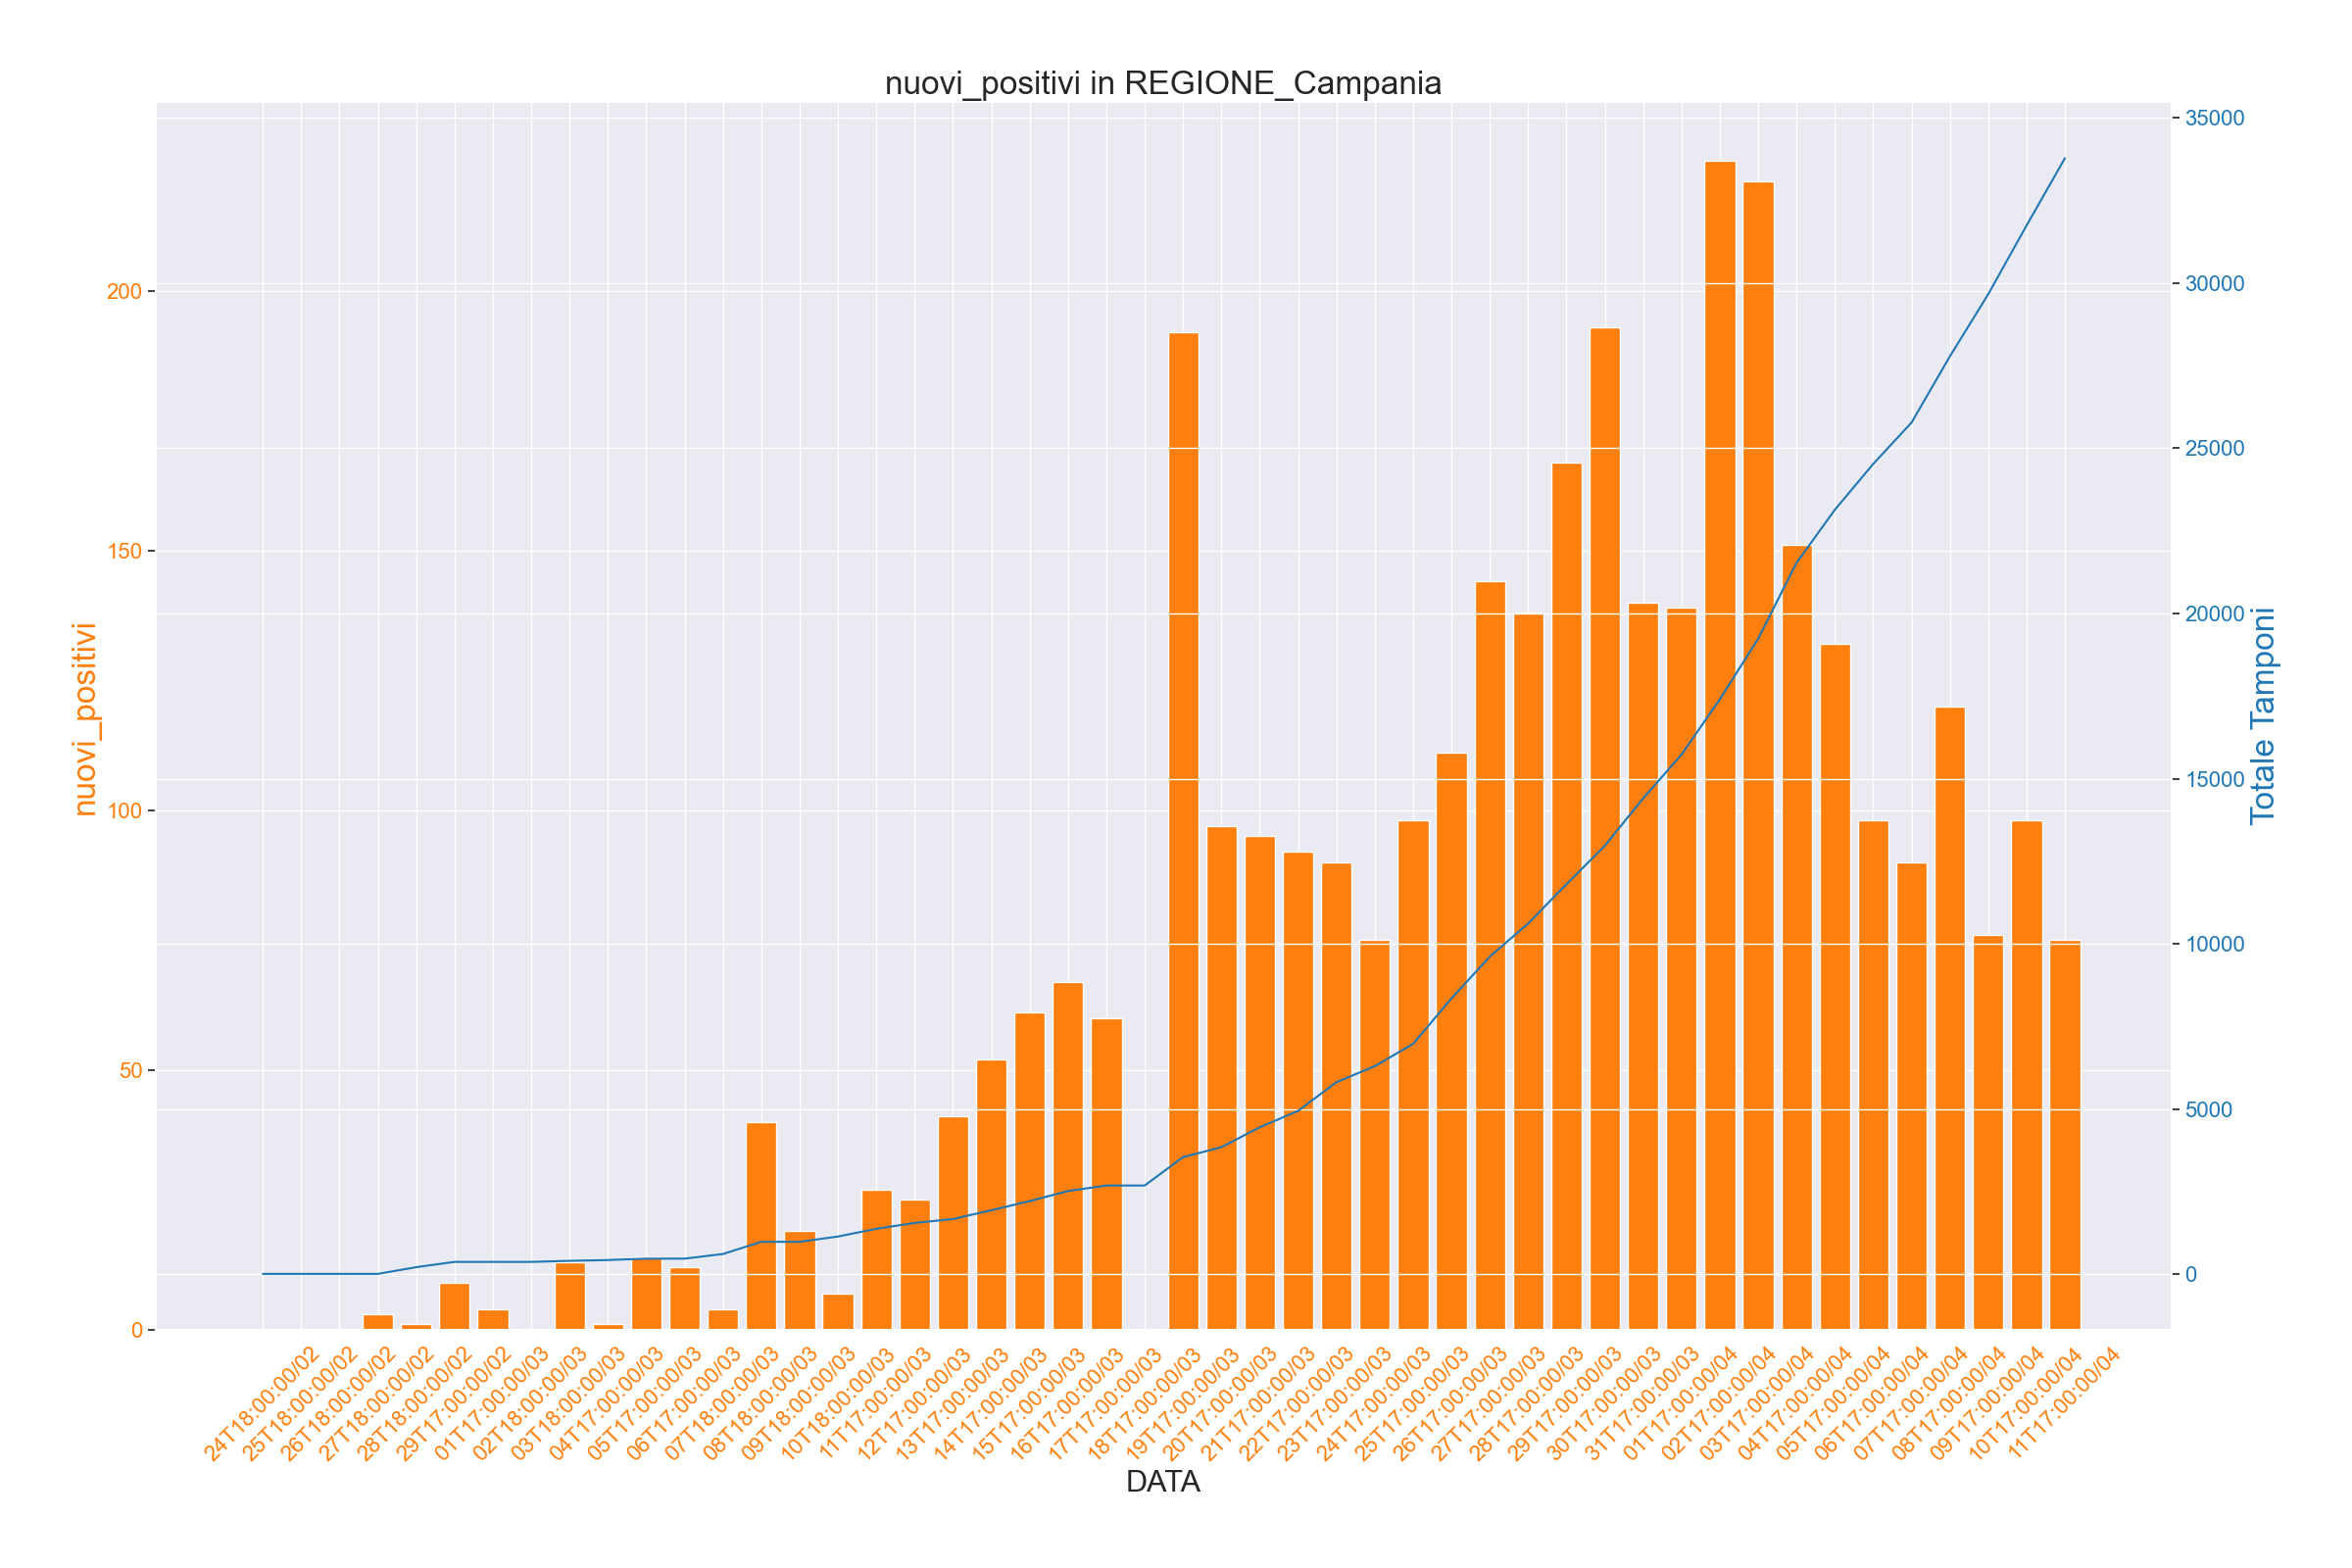 nuovi_positivi in REGIONE_Campania
35000
30000
25000
20000
15000
10000
5000
0
Totale Tamponi
200
150
100
50
0
nuovi_positivi
24T18:00:00/02
25T18:00:00/02
26T18:00:00/02
27T18:00:00/02
28T18:00:00/02
29T17:00:00/02
01T17:00:00/03
02T18:00:00/03
03T18:00:00/03
04T17:00:00/03
05T17:00:00/03
06T17:00:00/03
07T18:00:00/03
08T18:00:00/03
09T18:00:00/03
10T18:00:00/03
11T17:00:00/03
12T17:00:00/03
13T17:00:00/03
14T17:00:00/03
15T17:00:00/03
16T17:00:00/03
17T17:00:00/03
18T17:00:00/03
19T17:00:00/03
20T17:00:00/03
21T17:00:00/03
22T17:00:00/03
23T17:00:00/03
24T17:00:00/03
25T17:00:00/03
26T17:00:00/03
27T17:00:00/03
28T17:00:00/03
29T17:00:00/03
30T17:00:00/03
31T17:00:00/03
01T17:00:00/04
02T17:00:00/04
03T17:00:00/04
04T17:00:00/04
05T17:00:00/04
06T17:00:00/04
07T17:00:00/04
08T17:00:00/04
09T17:00:00/04
10T17:00:00/04
11T17:00:00/04
DATA